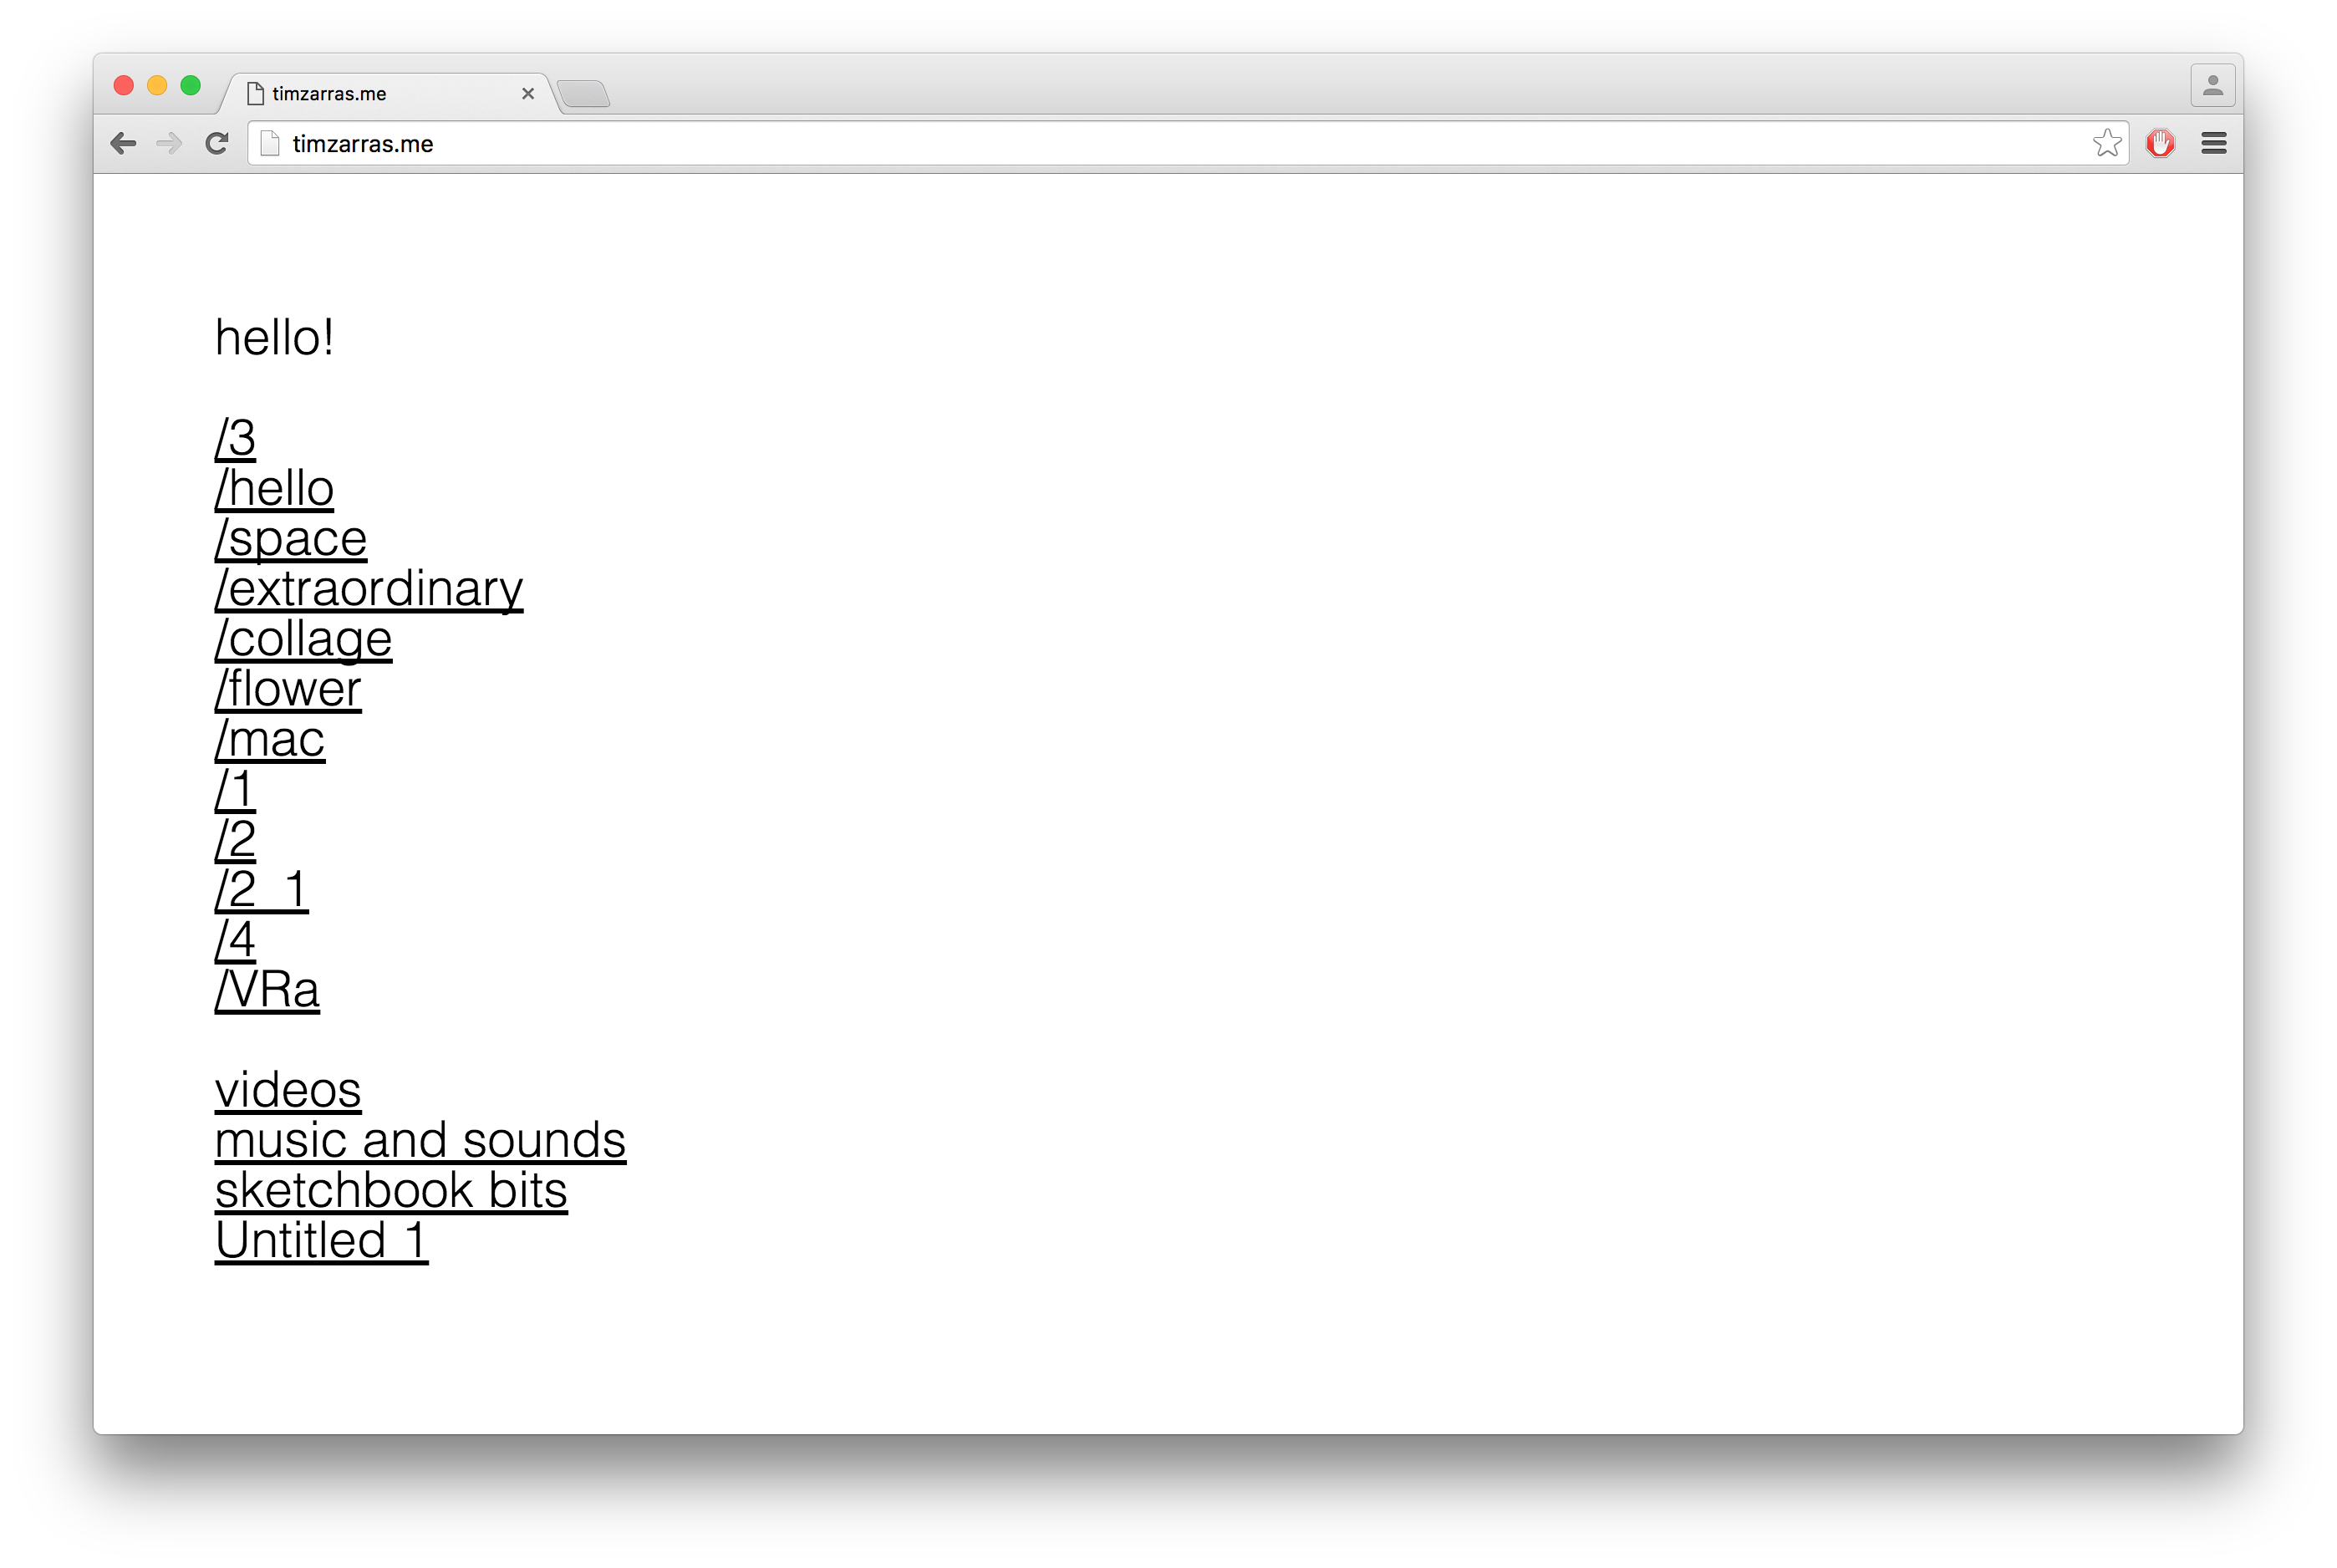 timzarras.me
timzarras.me
hello!
/3
/hello
/space
/extraordinary
/collage
/flower
/mac
/1
/2
/2_1
/4
/VRa
videos
music and sounds
sketchbook bits
Untitled 1